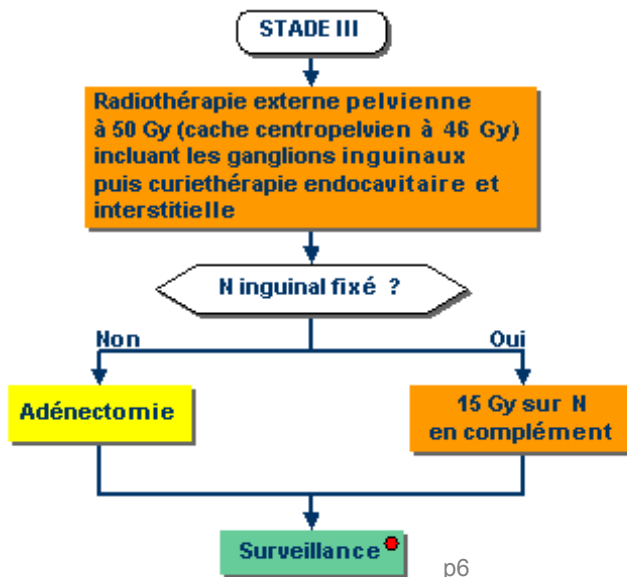 STADE III
Radiothérapie externe pelvienne
à 50 Gy (cache centropelvien à 46 Gy)
incluant les ganglions inguinaux
puis curiethérapie endocavitaire et
interstitielle
N inguinal fixé ?
Non
Oui
Adénectomie
15 Gy sur N
en complément
Surveillance
p6